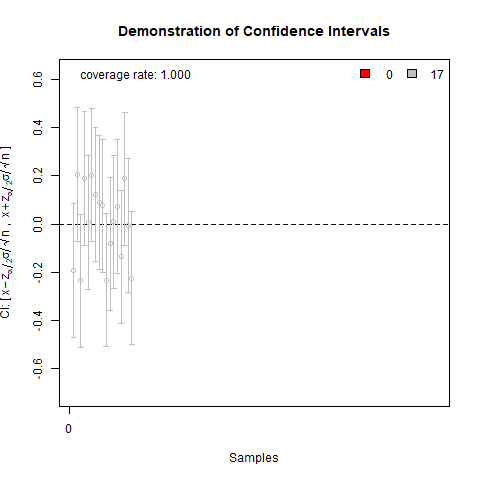 Demonstration of Confidence Intervals
coverage rate: 1.000
0
17
0.6
0.4
0.2
0.0
-0.2
-0.4
-0.6
CI: [ x−zα/2σ/√n , x+zα/2σ/√n ]
0
Samples